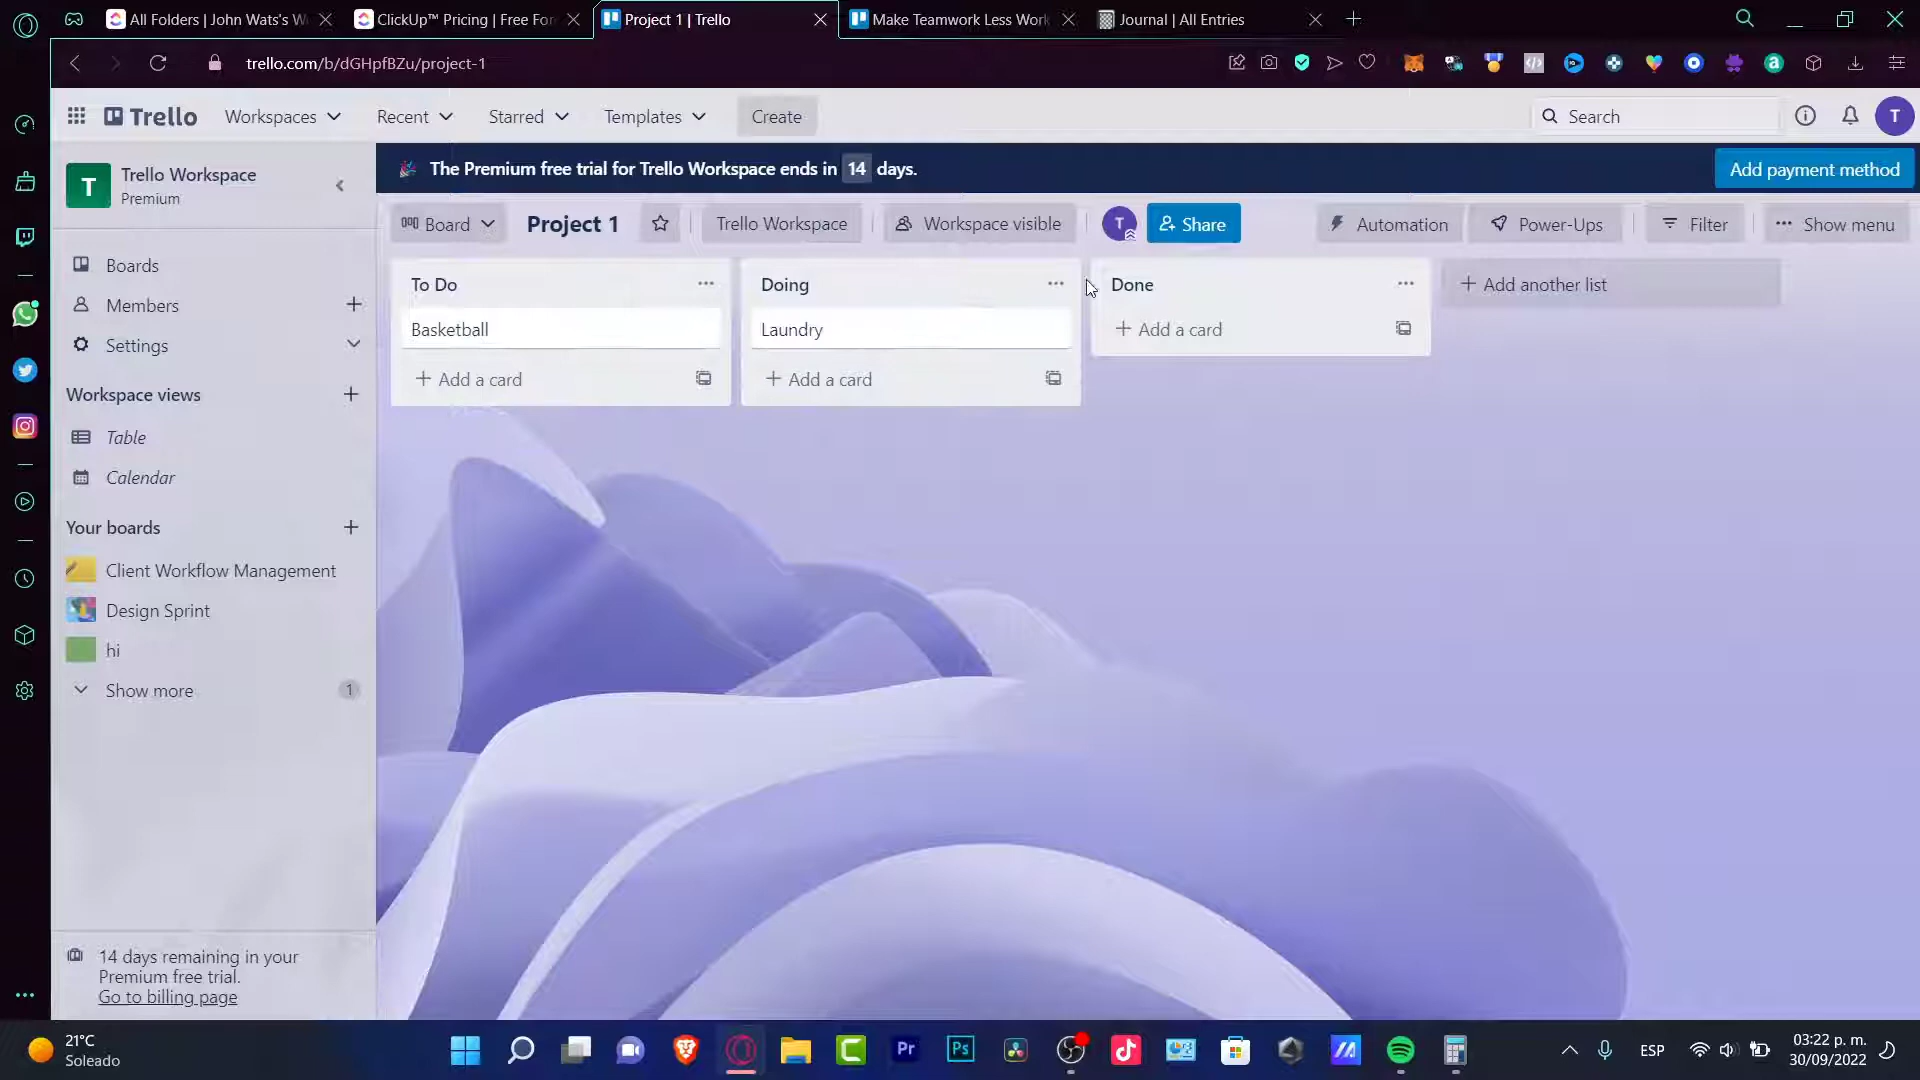 All Folders | John Wats's W
ClickUp™ Pricing | Free For
Project 1 | Trello
Make Teamwork Less Work
Journal | All Entries
trello.com/b/dGHpfBZu/project-1
Trello
Workspaces
Recent
Starred
Templates
Create
Search
T
T
Trello Workspace
Premium
The Premium free trial for Trello Workspace ends in 14 days.
Add payment method
Board
Project 1
Trello Workspace
Workspace visible
T
Share
Automation
Power-Ups
Filter
Show menu
Boards
Members
Settings
Workspace views
Table
Calendar
Your boards
Client Workflow Management
Design Sprint
hi
Show more
1
To Do
Basketball
Add a card
Doing
Laundry
Add a card
Done
Add a card
Add another list
14 days remaining in your
Premium free trial.
Go to billing page
21°C
Soleado
Pr
Ps
ESP
03:22 p. m.
30/09/2022